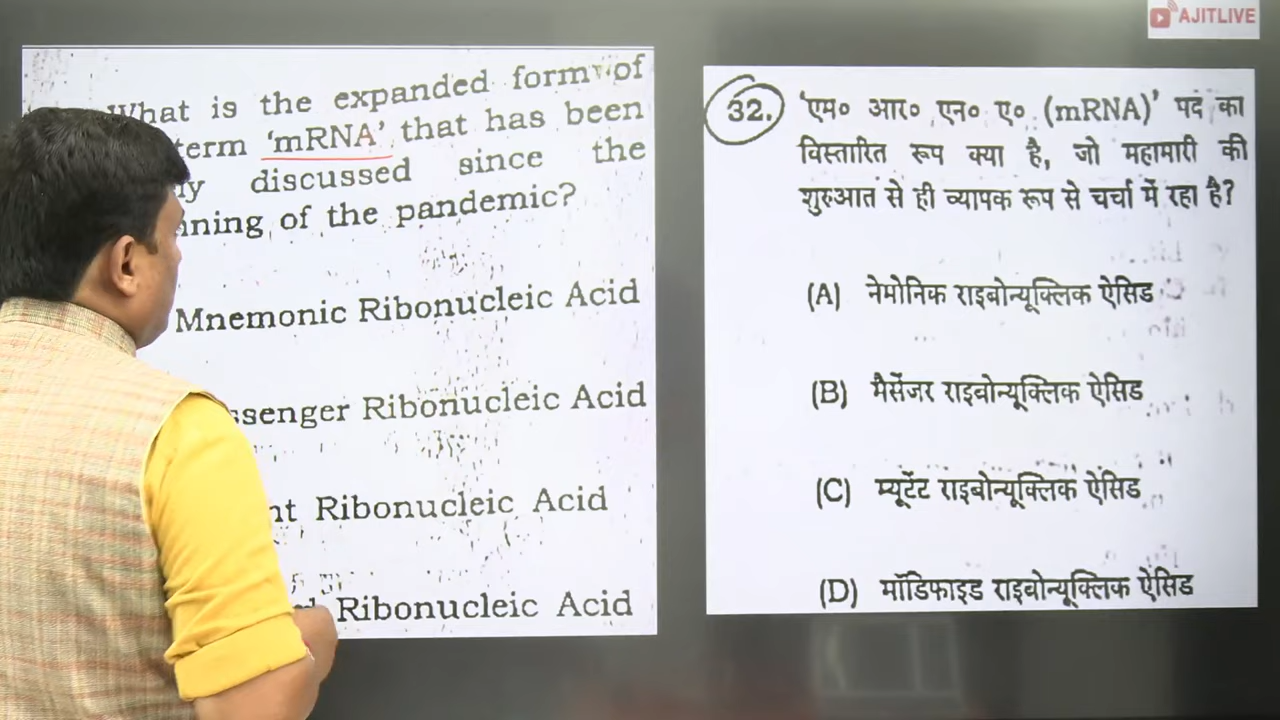 AJITLIVE
What is the expanded form of
term 'mRNA' that has been
discussed since the
of the pandemic?
Mnemonic Ribonucleic Acid
Ribonucleic Acid
Ribonucleic Acid
Ribonucleic Acid
32. 'एम० आर० एन० ए० (mRNA)' पद का
विस्तारित रूप क्या है, जो महामारी की
शुरुआत से ही व्यापक रूप से चर्चा में रहा है?
(A) नेमोनिक राइबोन्यूक्लिक ऐसिड
(B) मैसेंजर राइबोन्यूक्लिक ऐसिड
(C) म्यूटेंट राइबोन्यूक्लिक ऐसिड
(D) मॉडिफाइड राइबोन्यूक्लिक ऐसिड